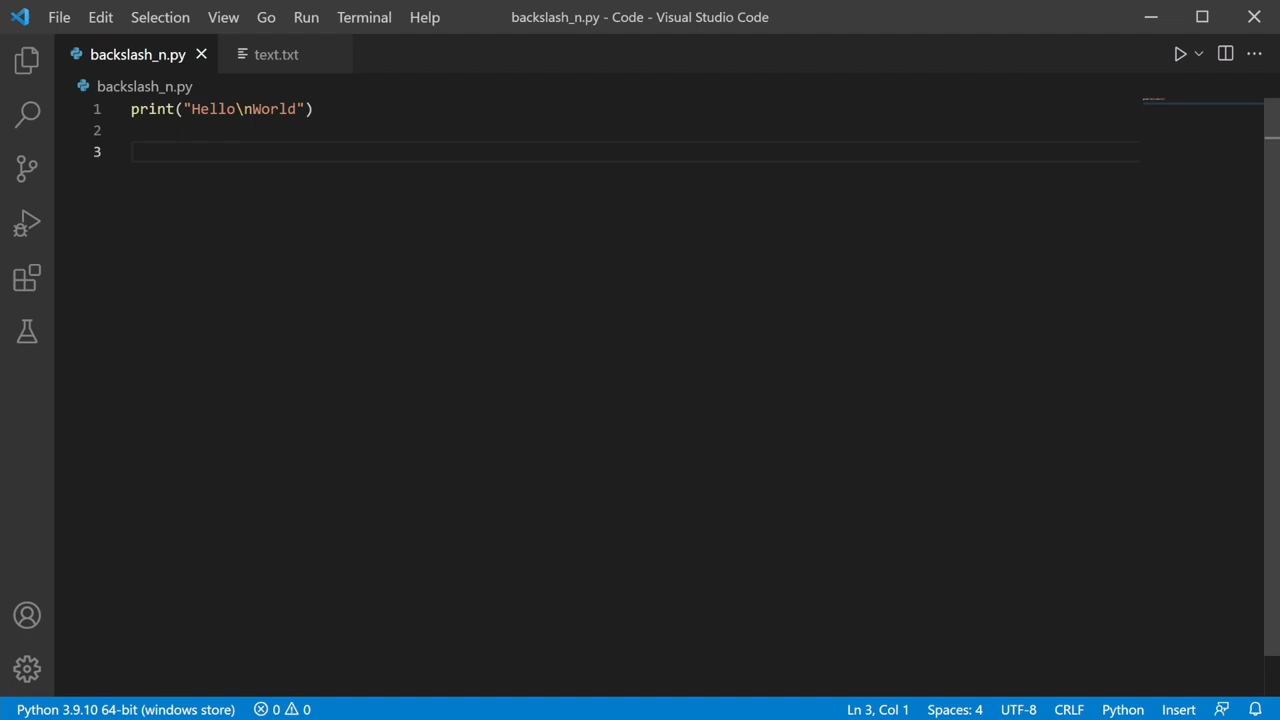 File Edit Selection View Go Run Terminal Help backslash_n.py - Code - Visual Studio Code
backslash_n.py text.txt
backslash_n.py
1 print("Hello\nWorld")
2
3
Python 3.9.10 64-bit (windows store) 0 0 Ln 3, Col 1 Spaces: 4 UTF-8 CRLF Python Insert